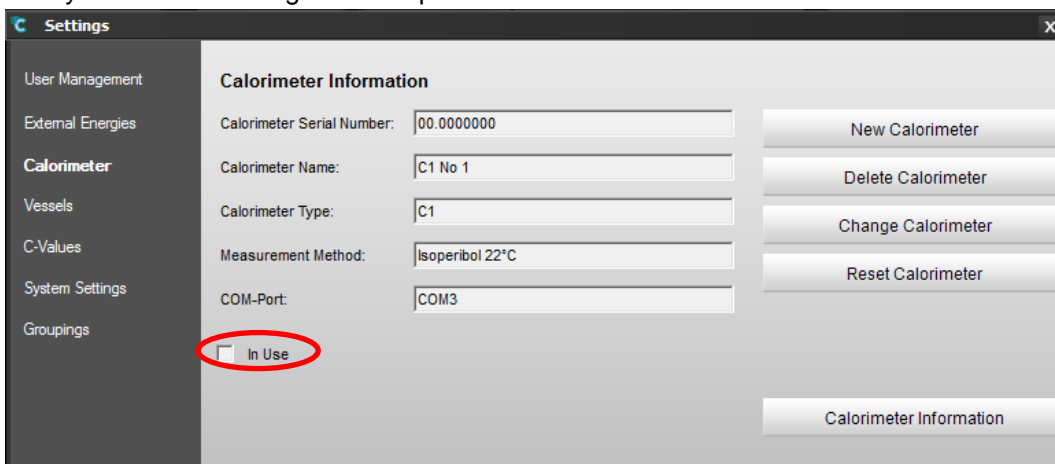 Settings
X
User Management
External Energies
Calorimeter
Vessels
C-Values
System Settings
Groupings
Calorimeter Information
Calorimeter Serial Number: 00.0000000
Calorimeter Name: C1 No 1
Calorimeter Type: C1
Measurement Method: Isoperibol 22°C
COM-Port: COM3
In Use
New Calorimeter
Delete Calorimeter
Change Calorimeter
Reset Calorimeter
Calorimeter Information